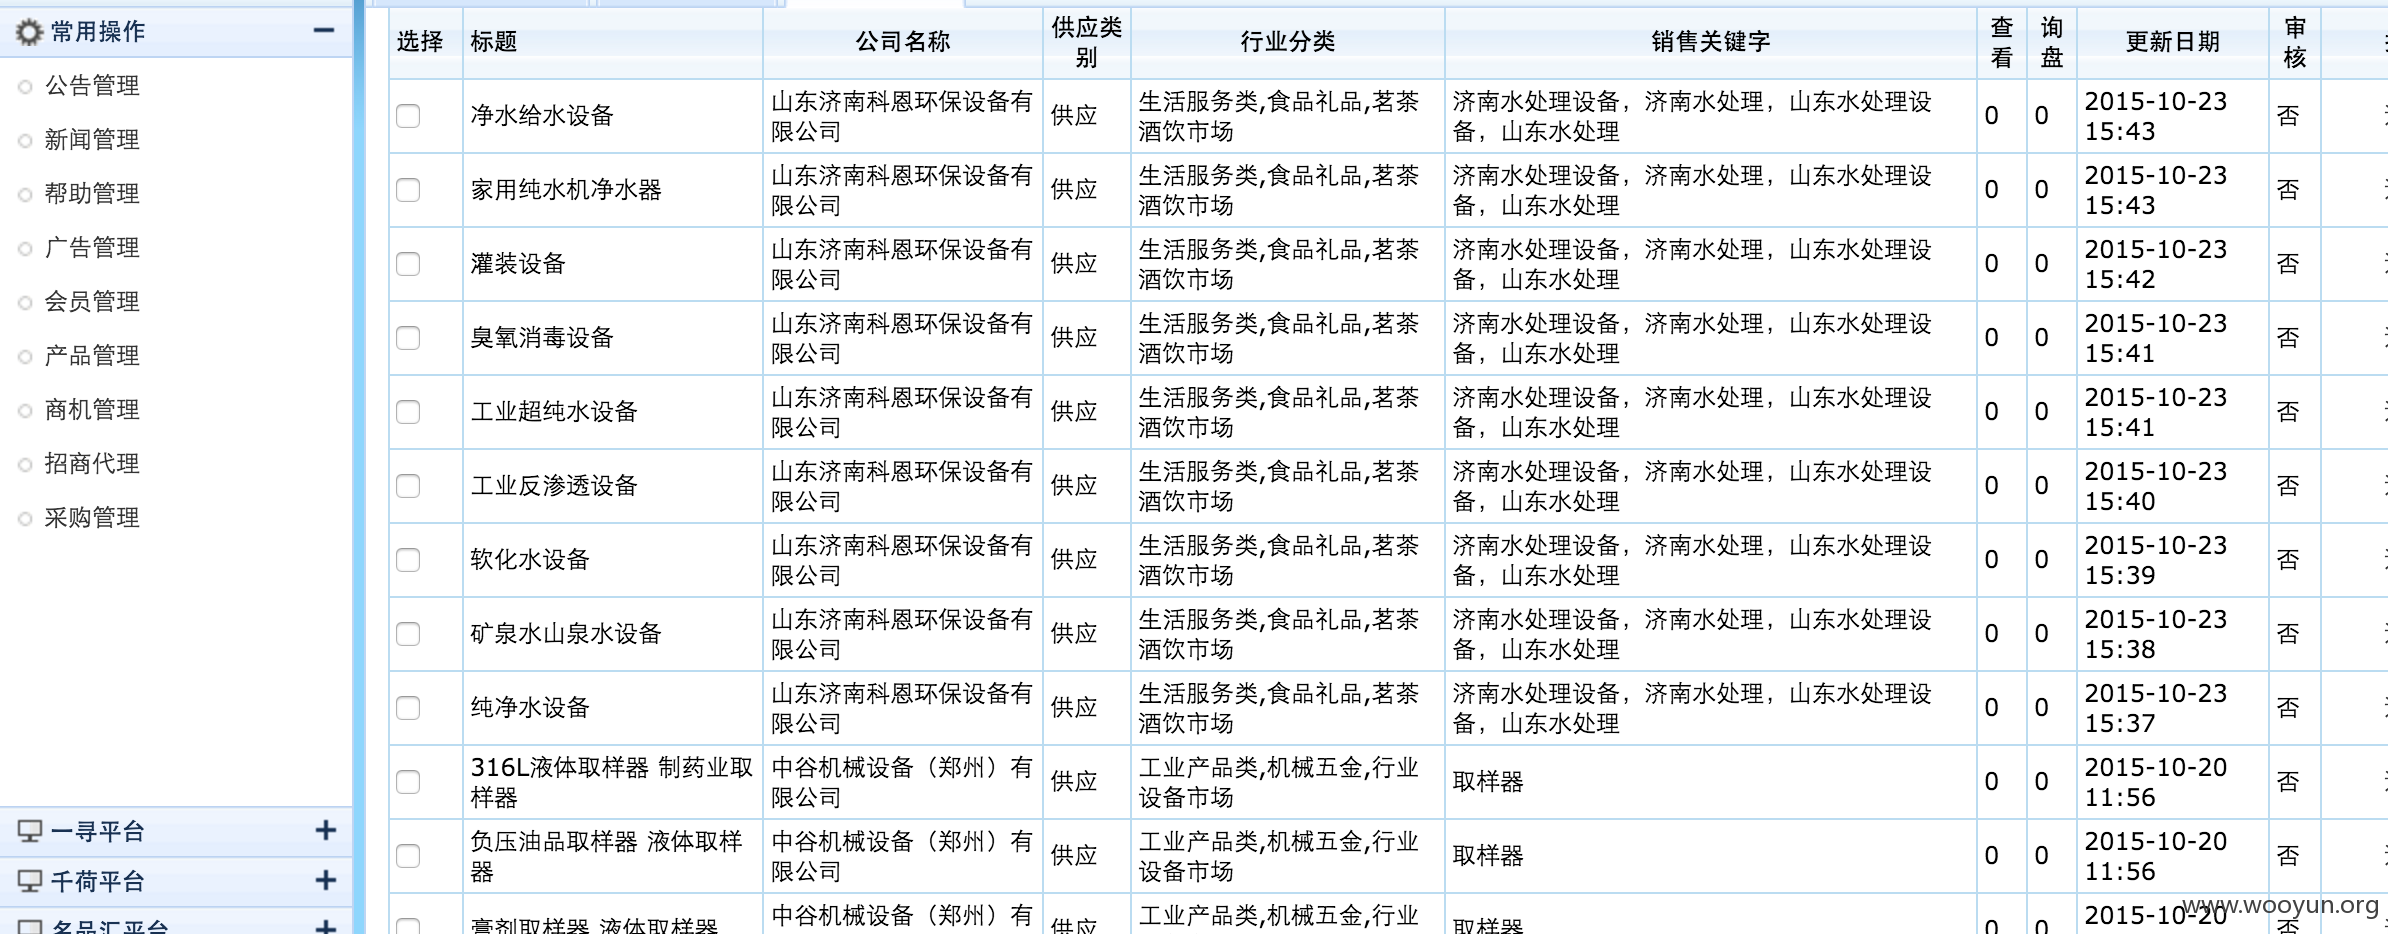 常用操作
公告管理
新闻管理
帮助管理
广告管理
会员管理
产品管理
商机管理
招商代理
采购管理
一寻平台
千荷平台
名品汇平台
选择 标题 公司名称 供应类别 行业分类 销售关键字 查看 询盘 更新日期 审核
净水给水设备 山东济南科恩环保设备有限公司 供应 生活服务类,食品礼品,茗茶酒饮市场 济南水处理设备，济南水处理，山东水处理设备，山东水处理 0 0 2015-10-23 15:43 否
家用纯水机净水器 山东济南科恩环保设备有限公司 供应 生活服务类,食品礼品,茗茶酒饮市场 济南水处理设备，济南水处理，山东水处理设备，山东水处理 0 0 2015-10-23 15:43 否
灌装设备 山东济南科恩环保设备有限公司 供应 生活服务类,食品礼品,茗茶酒饮市场 济南水处理设备，济南水处理，山东水处理设备，山东水处理 0 0 2015-10-23 15:42 否
臭氧消毒设备 山东济南科恩环保设备有限公司 供应 生活服务类,食品礼品,茗茶酒饮市场 济南水处理设备，济南水处理，山东水处理设备，山东水处理 0 0 2015-10-23 15:41 否
工业超纯水设备 山东济南科恩环保设备有限公司 供应 生活服务类,食品礼品,茗茶酒饮市场 济南水处理设备，济南水处理，山东水处理设备，山东水处理 0 0 2015-10-23 15:41 否
工业反渗透设备 山东济南科恩环保设备有限公司 供应 生活服务类,食品礼品,茗茶酒饮市场 济南水处理设备，济南水处理，山东水处理设备，山东水处理 0 0 2015-10-23 15:40 否
软化水设备 山东济南科恩环保设备有限公司 供应 生活服务类,食品礼品,茗茶酒饮市场 济南水处理设备，济南水处理，山东水处理设备，山东水处理 0 0 2015-10-23 15:39 否
矿泉水山泉水设备 山东济南科恩环保设备有限公司 供应 生活服务类,食品礼品,茗茶酒饮市场 济南水处理设备，济南水处理，山东水处理设备，山东水处理 0 0 2015-10-23 15:38 否
纯净水设备 山东济南科恩环保设备有限公司 供应 生活服务类,食品礼品,茗茶酒饮市场 济南水处理设备，济南水处理，山东水处理设备，山东水处理 0 0 2015-10-23 15:37 否
316L液体取样器 制药业取样器 中谷机械设备（郑州）有限公司 供应 工业产品类,机械五金,行业设备市场 取样器 0 0 2015-10-20 11:56 否
负压油品取样器 液体取样器 中谷机械设备（郑州）有限公司 供应 工业产品类,机械五金,行业设备市场 取样器 0 0 2015-10-20 11:56 否
膏剂取样器 液体取样器 中谷机械设备（郑州）有 供应 工业产品类,机械五金,行业 取样器 0 0 2015-10-20 否
www.wooyun.org